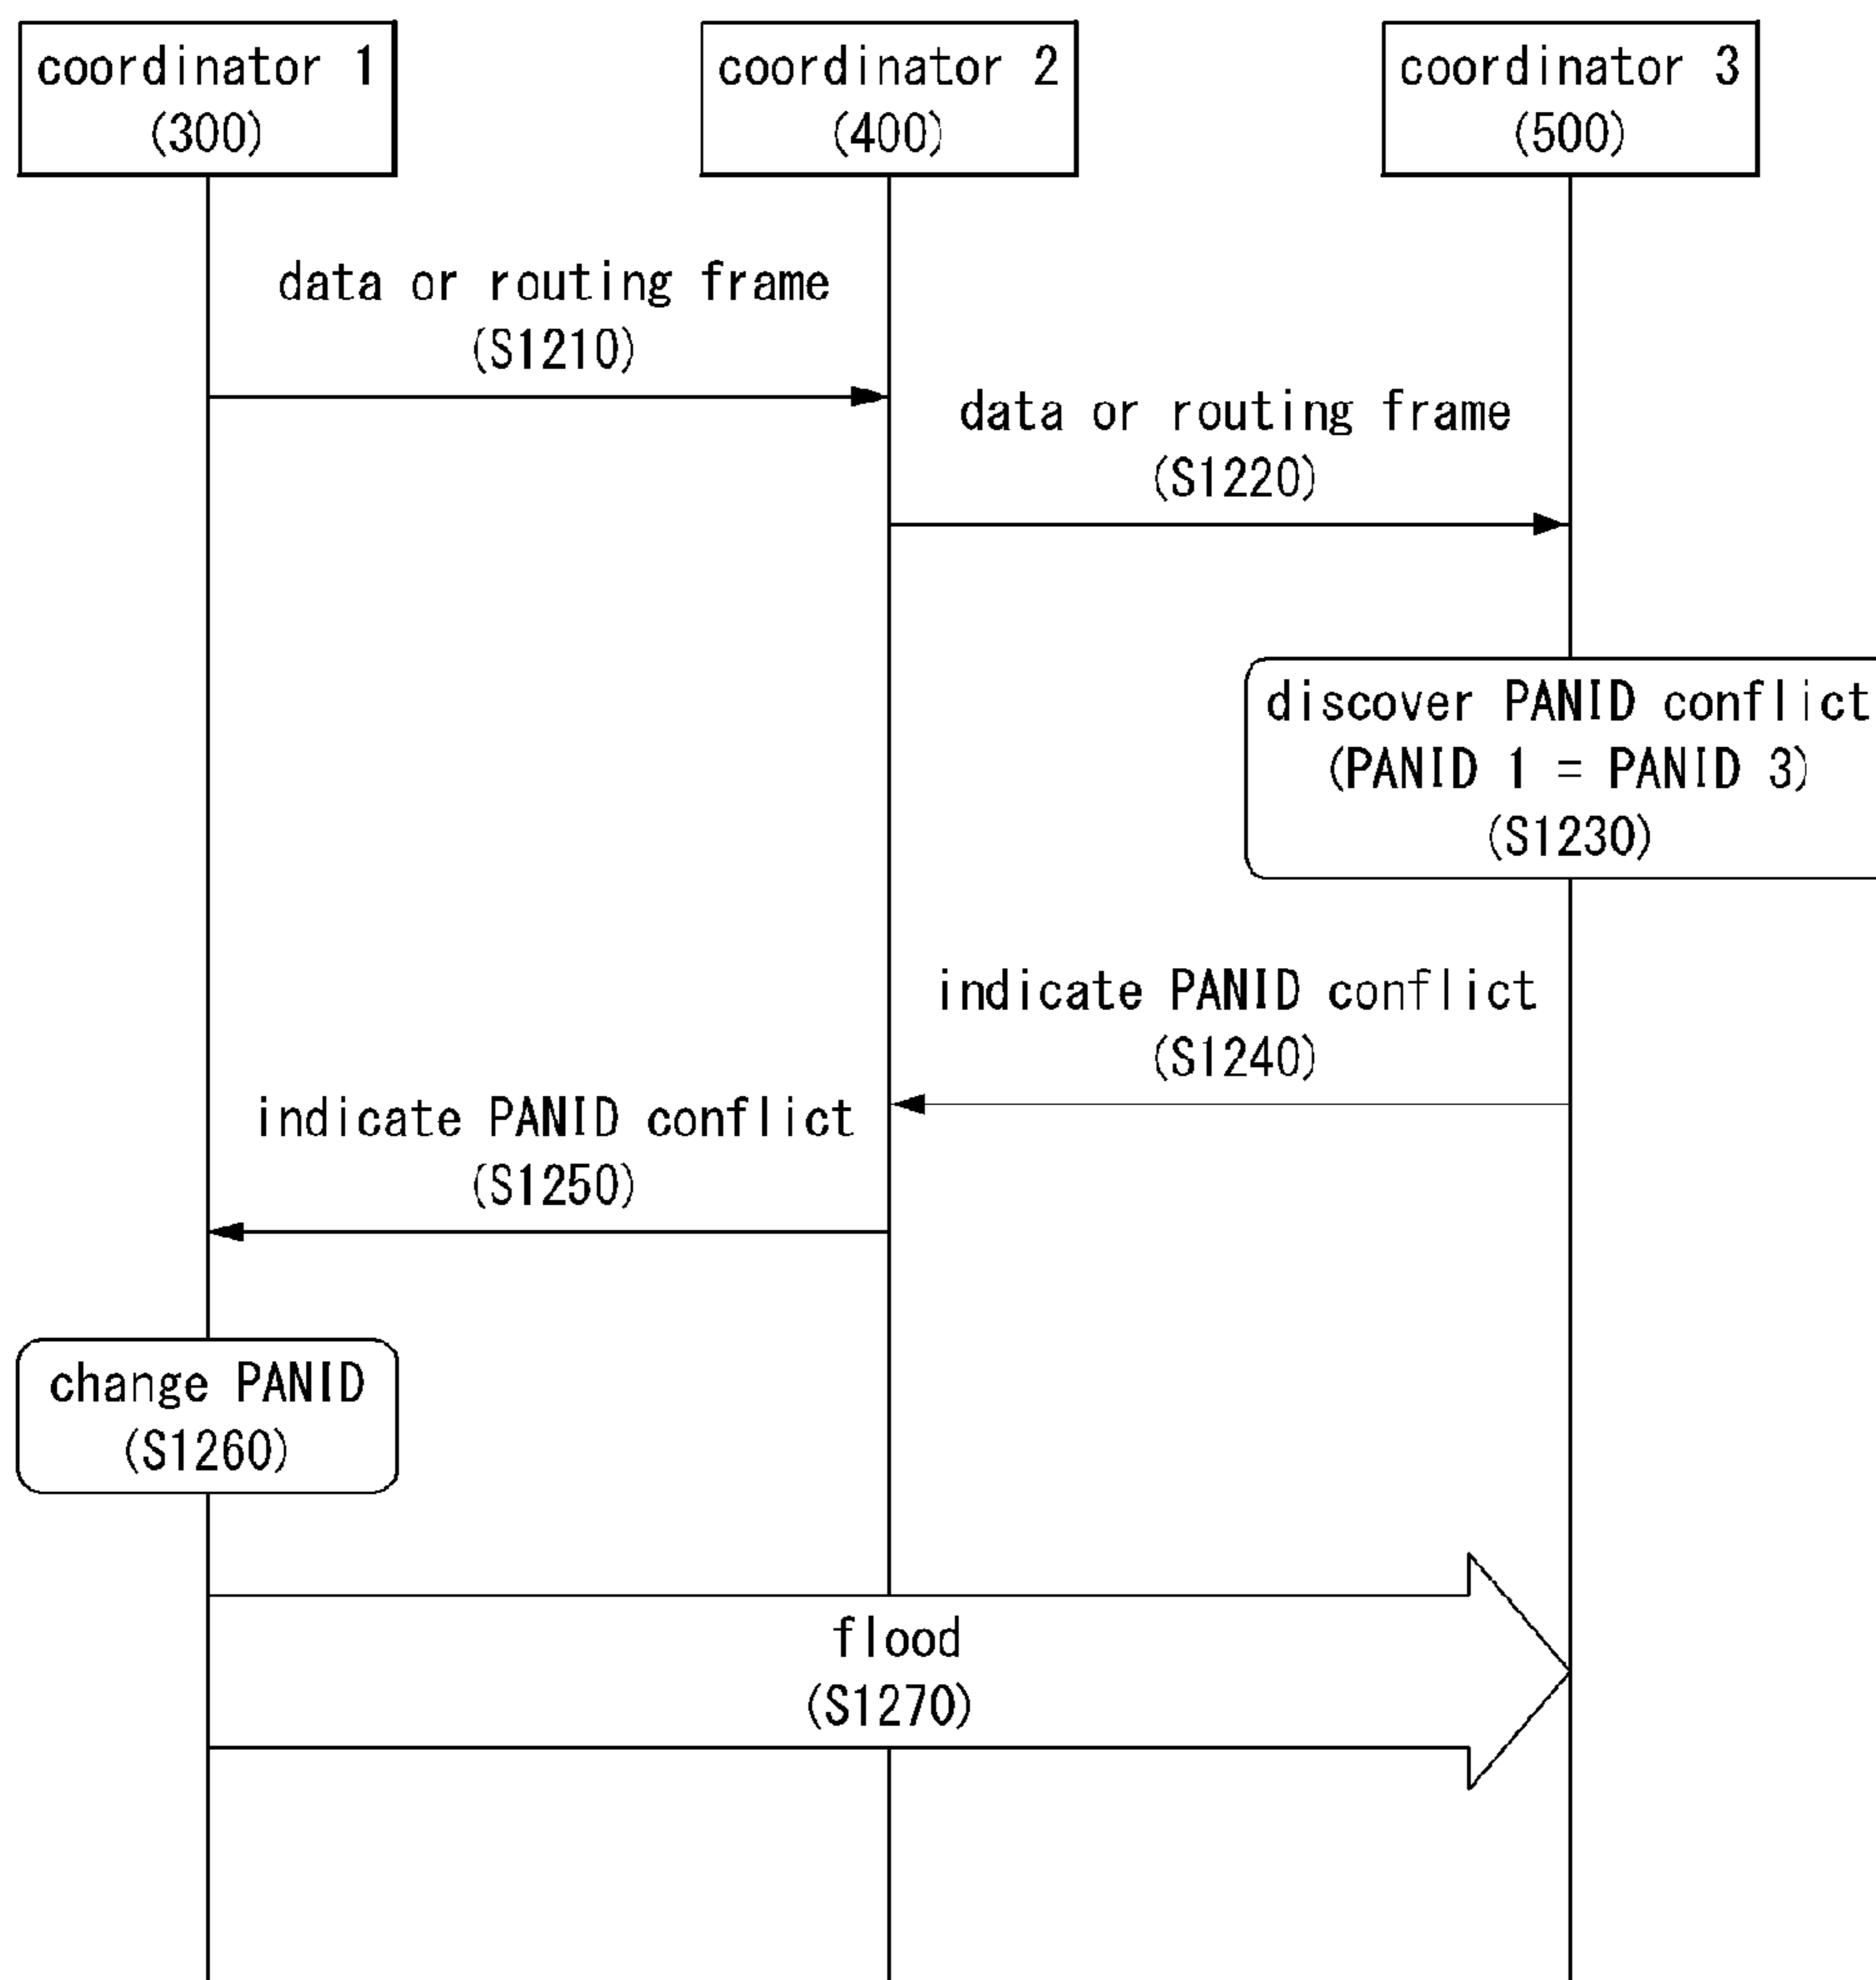 coordinator 1
(300)
coordinator 2
(400)
coordinator 3
(500)
data or routing frame
(S1210)
data or routing frame
(S1220)
discover PANID conflict
(PANID 1 = PANID 3)
(S1230)
indicate PANID conflict
(S1240)
indicate PANID conflict
(S1250)
change PANID
(S1260)
flood
(S1270)